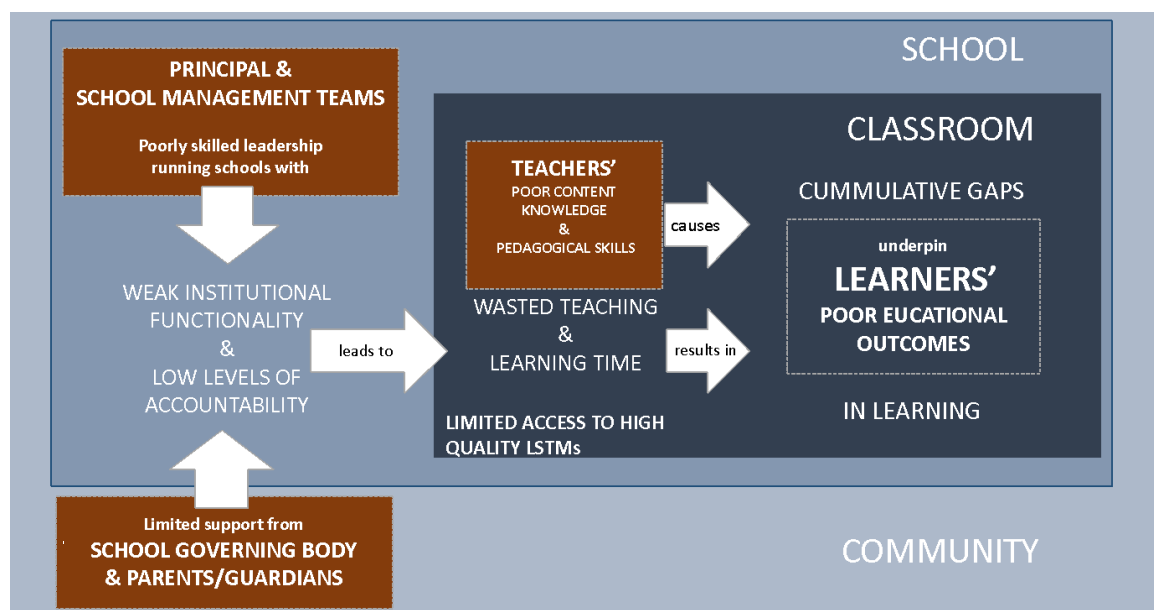 SCHOOL
PRINCIPAL &
SCHOOL MANAGEMENT TEAMS
Poorly skilled leadership
running schools with
WEAK INSTITUTIONAL
FUNCTIONALITY
&
LOW LEVELS OF
ACCOUNTABILITY
leads to
CLASSROOM
TEACHERS’
POOR CONTENT
KNOWLEDGE
&
PEDAGOGICAL SKILLS
causes
WASTED TEACHING
&
LEARNING TIME
results in
LIMITED ACCESS TO HIGH
QUALITY LSTMs
CUMMULATIVE GAPS
underpin
LEARNERS’
POOR EUCATIONAL
OUTCOMES
IN LEARNING
Limited support from
SCHOOL GOVERNING BODY
& PARENTS/GUARDIANS
COMMUNITY